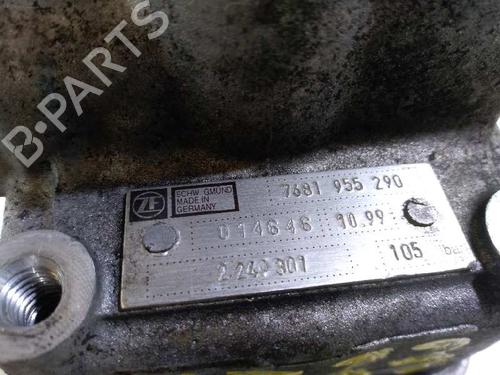 B-PARTS
ZF
SCHW. GMÜND
MADE IN
GERMANY
7681 955 290
014646 10.99
2.242 301
105 bar